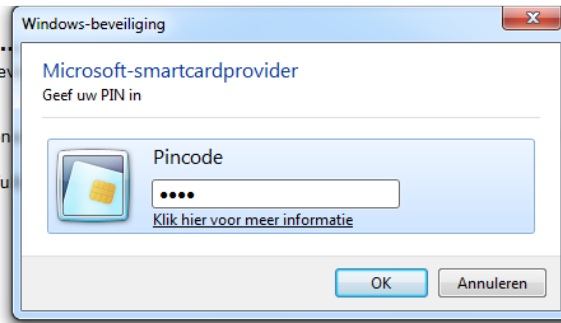 Windows-beveiliging
Microsoft-smartcardprovider
Geef uw PIN in
Pincode
••••
Klik hier voor meer informatie
OK
Annuleren